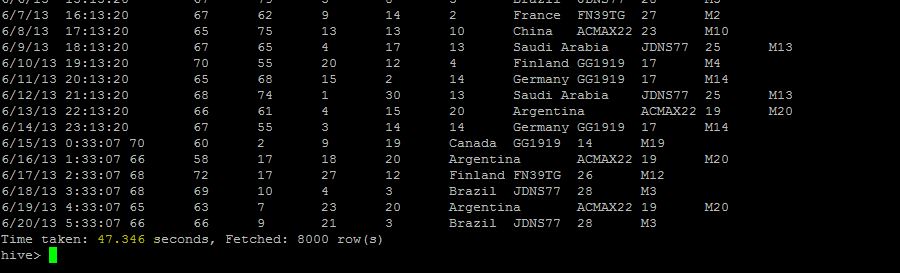 6/7/13 16:13:20 67 62 9 14 2 France FN39TG 27 M2
6/8/13 17:13:20 65 75 13 13 10 China ACMAX22 23 M10
6/9/13 18:13:20 67 65 4 17 13 Saudi Arabia JDNS77 25 M13
6/10/13 19:13:20 70 55 20 12 4 Finland GG1919 17 M4
6/11/13 20:13:20 65 68 15 2 14 Germany GG1919 17 M14
6/12/13 21:13:20 68 74 1 30 13 Saudi Arabia JDNS77 25 M13
6/13/13 22:13:20 66 61 4 15 20 Argentina ACMAX22 19 M20
6/14/13 23:13:20 67 55 3 14 14 Germany GG1919 17 M14
6/15/13 0:33:07 70 60 2 9 19 Canada GG1919 14 M19
6/16/13 1:33:07 66 58 17 18 20 Argentina ACMAX22 19 M20
6/17/13 2:33:07 68 72 17 27 12 Finland FN39TG 26 M12
6/18/13 3:33:07 68 69 10 4 3 Brazil JDNS77 28 M3
6/19/13 4:33:07 65 63 7 23 20 Argentina ACMAX22 19 M20
6/20/13 5:33:07 66 66 9 21 3 Brazil JDNS77 28 M3
Time taken: 47.346 seconds, Fetched: 8000 row(s)
hive>